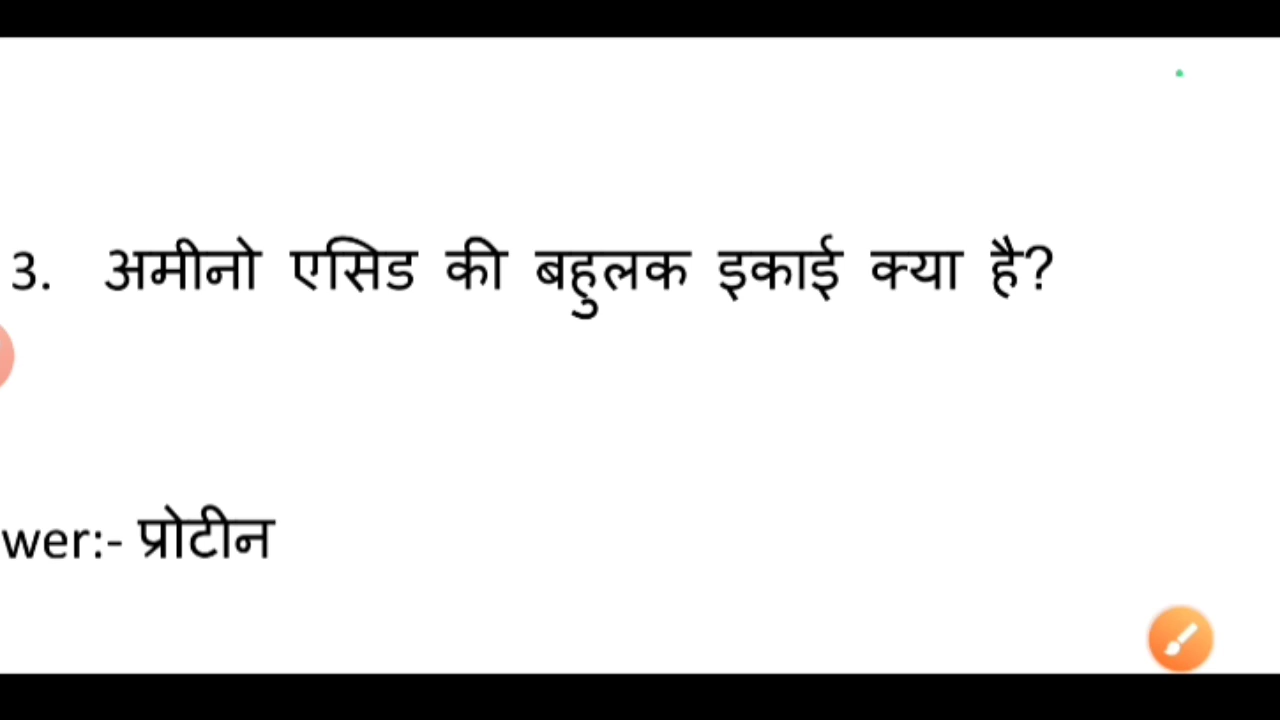 3. अमीनो एसिड की बहुलक इकाई क्या है?
wer:- प्रोटीन